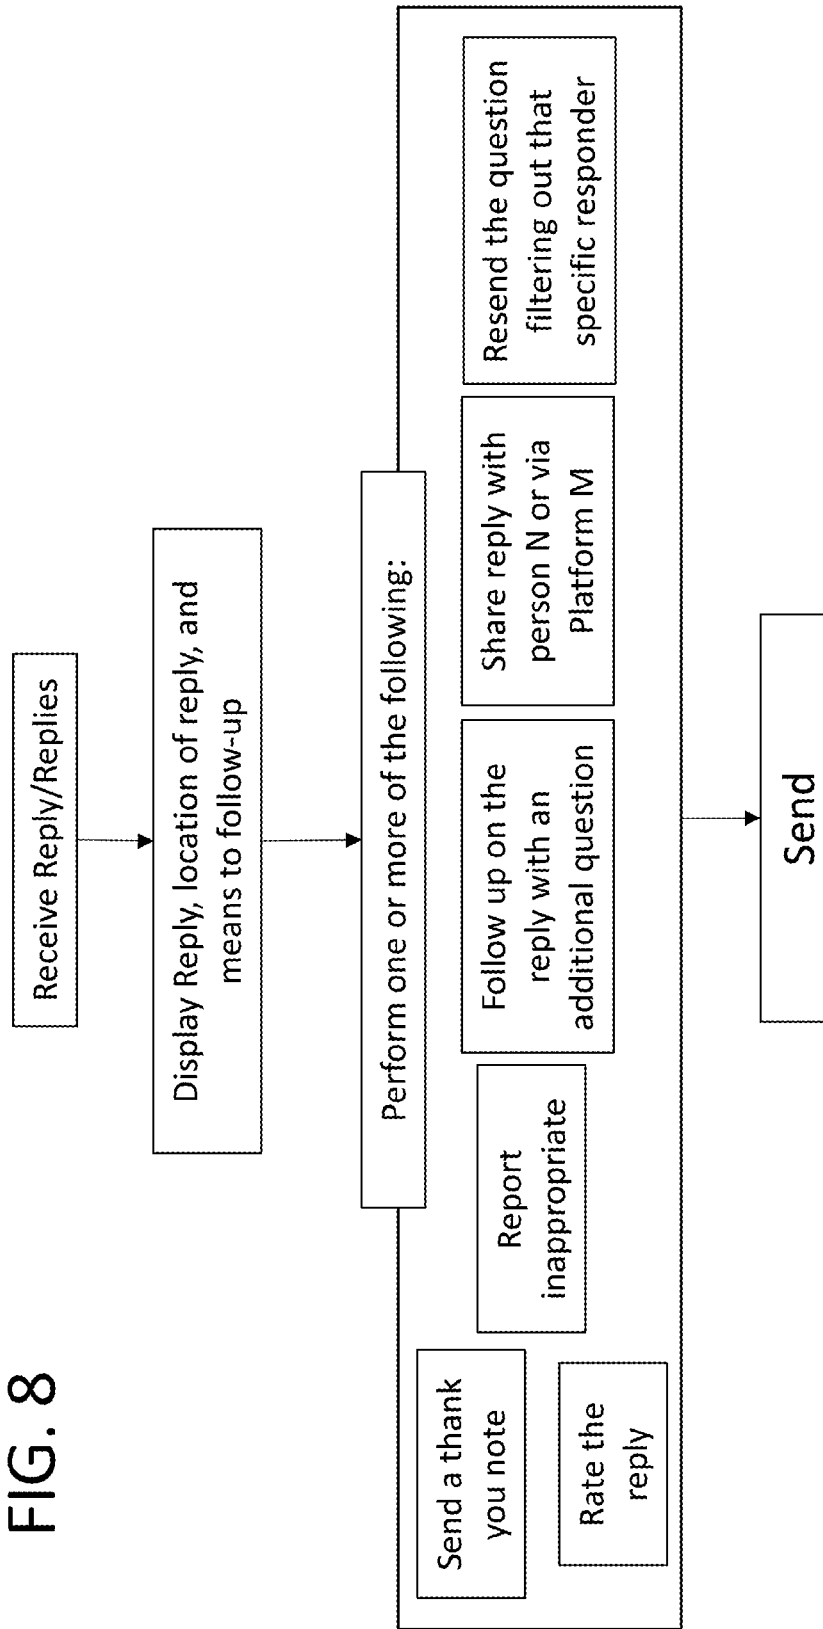 FIG. 8
Receive Reply/Replies
Display Reply, location of reply, and
means to follow-up
Perform one or more of the following:
Send a thank
you note
Rate the
reply
Report
inappropriate
Follow up on the
reply with an
additional question
Share reply with
person N or via
Platform M
Resend the question
filtering out that
specific responder
Send